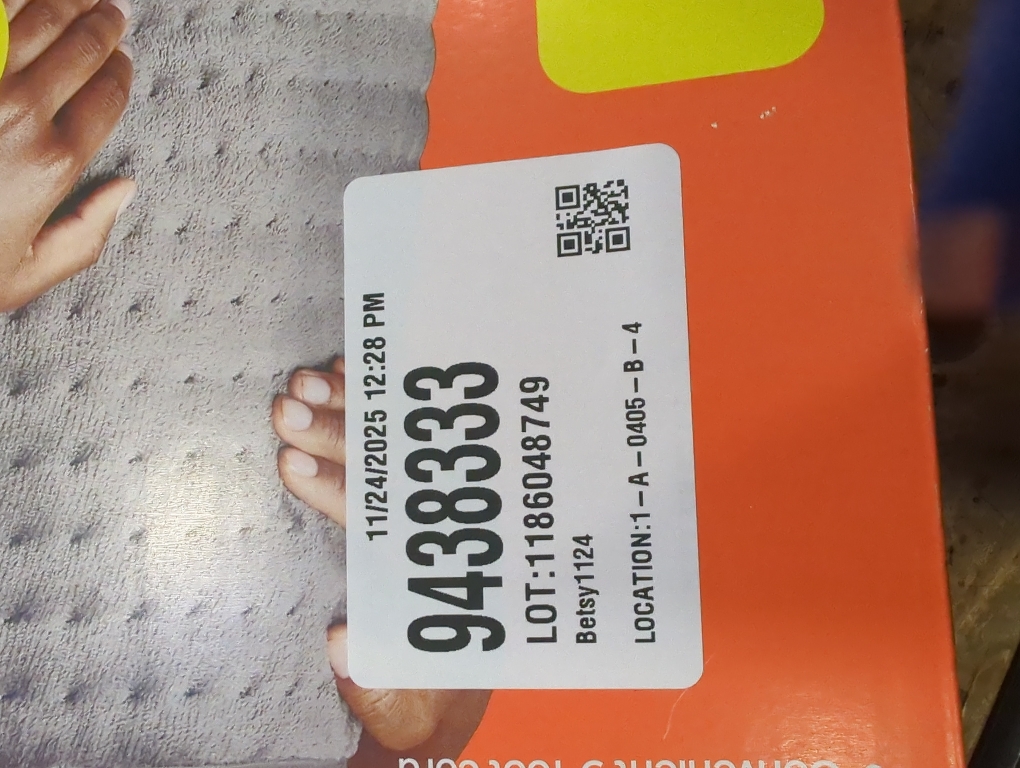 11/24/2025 12:28 PM
9438333
LOT:1186048749
Betsy1124
LOCATION:1-A-0405-B-4